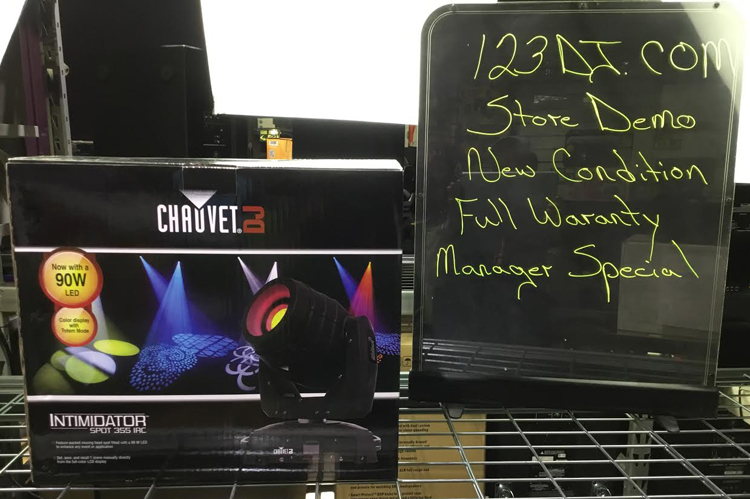 123DJ.COM
Store Demo
New Condition
Full Waranty
Manager Special
CHAUVET DJ
Now with a
90W
LED
Color display
with
Totem Mode
INTIMIDATOR
SPOT 355 IRC